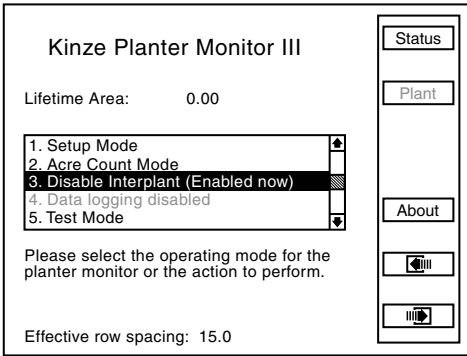 Kinze Planter Monitor III
Lifetime Area: 0.00
1. Setup Mode
2. Acre Count Mode
3. Disable Interplant (Enabled now)
4. Data logging disabled
5. Test Mode
Please select the operating mode for the
planter monitor or the action to perform.
Effective row spacing: 15.0
Status
Plant
About